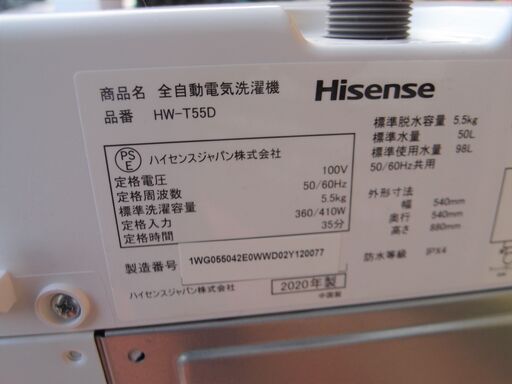 商品名 全自動電気洗濯機
品番 HW-T55D
Hisense
PS
E
ハイセンスジャパン株式会社
定格電圧 100V
定格周波数 50/60Hz
標準洗濯容量 5.5kg
定格入力 360/410W
定格時間 35分
製造番号 1WG055042E0WWD02Y120077
ハイセンスジャパン株式会社
2020年製
中国製
標準脱水容量 5.5kg
標準水量 50L
標準使用水量 98L
50/60Hz共用
外形寸法
幅 540mm
奥行 540mm
高さ 880mm
防水等級 IPX4